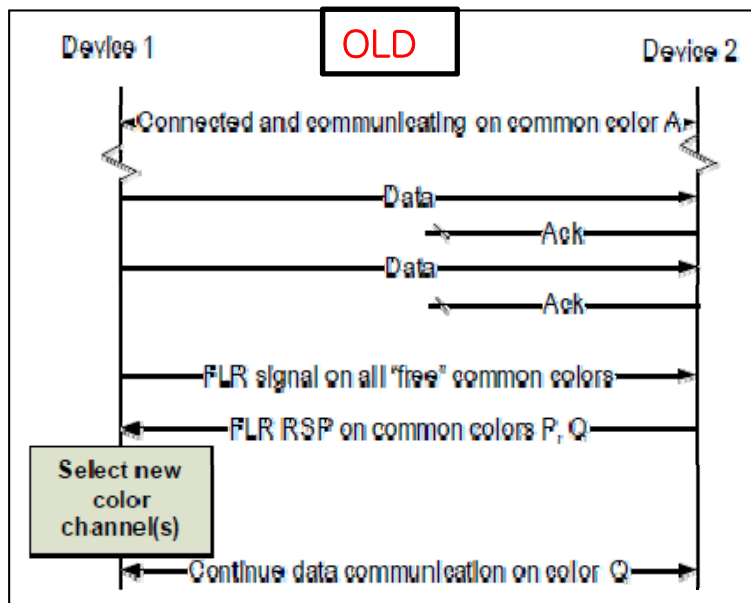 OLD
Device 1
Device 2
Connected and communicating on common color A
Data
Ack
Data
Ack
FLR signal on all "free" common colors
FLR RSP on common colors P, Q
Select new
color
channel(s)
Continue data communication on color Q